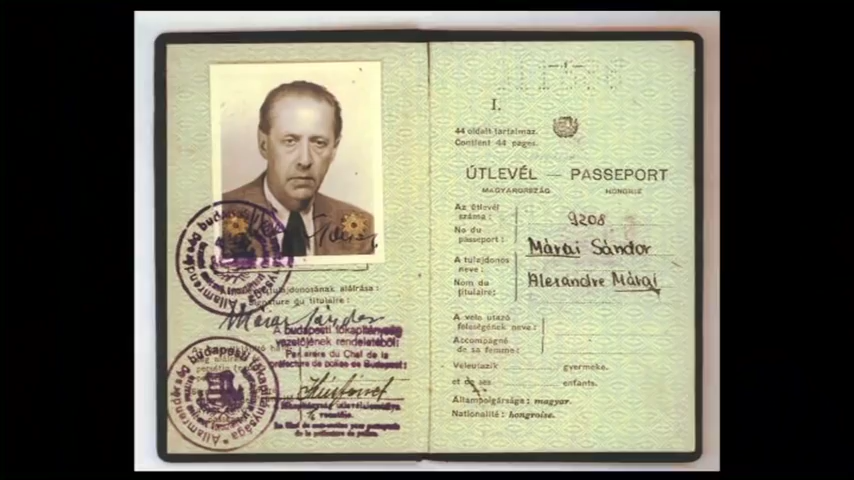 Márai Sándor
A budapesti főkapitányság
vezetőjének rendeletéből:
Par ordre du Chef de la
préfecture de police de Budapest:
Államrendőrség budapesti főkapitánysága
I.
44 oldalt tartalmaz.
Contient 44 pages.
ÚTLEVÉL — PASSEPORT
MAGYARORSZÁG HONGRIE
Az útlevél
száma: 9208
No du
passeport:
Márai Sándor
A tulajdonos
neve:
Nom du
titulaire: Alexandre Márai
A vele utazó
feleségének neve:
Accompagné
de sa femme:
Veleutazik gyermeke.
et de ses enfants.
Állampolgársága: magyar.
Nationalité: hongroise.